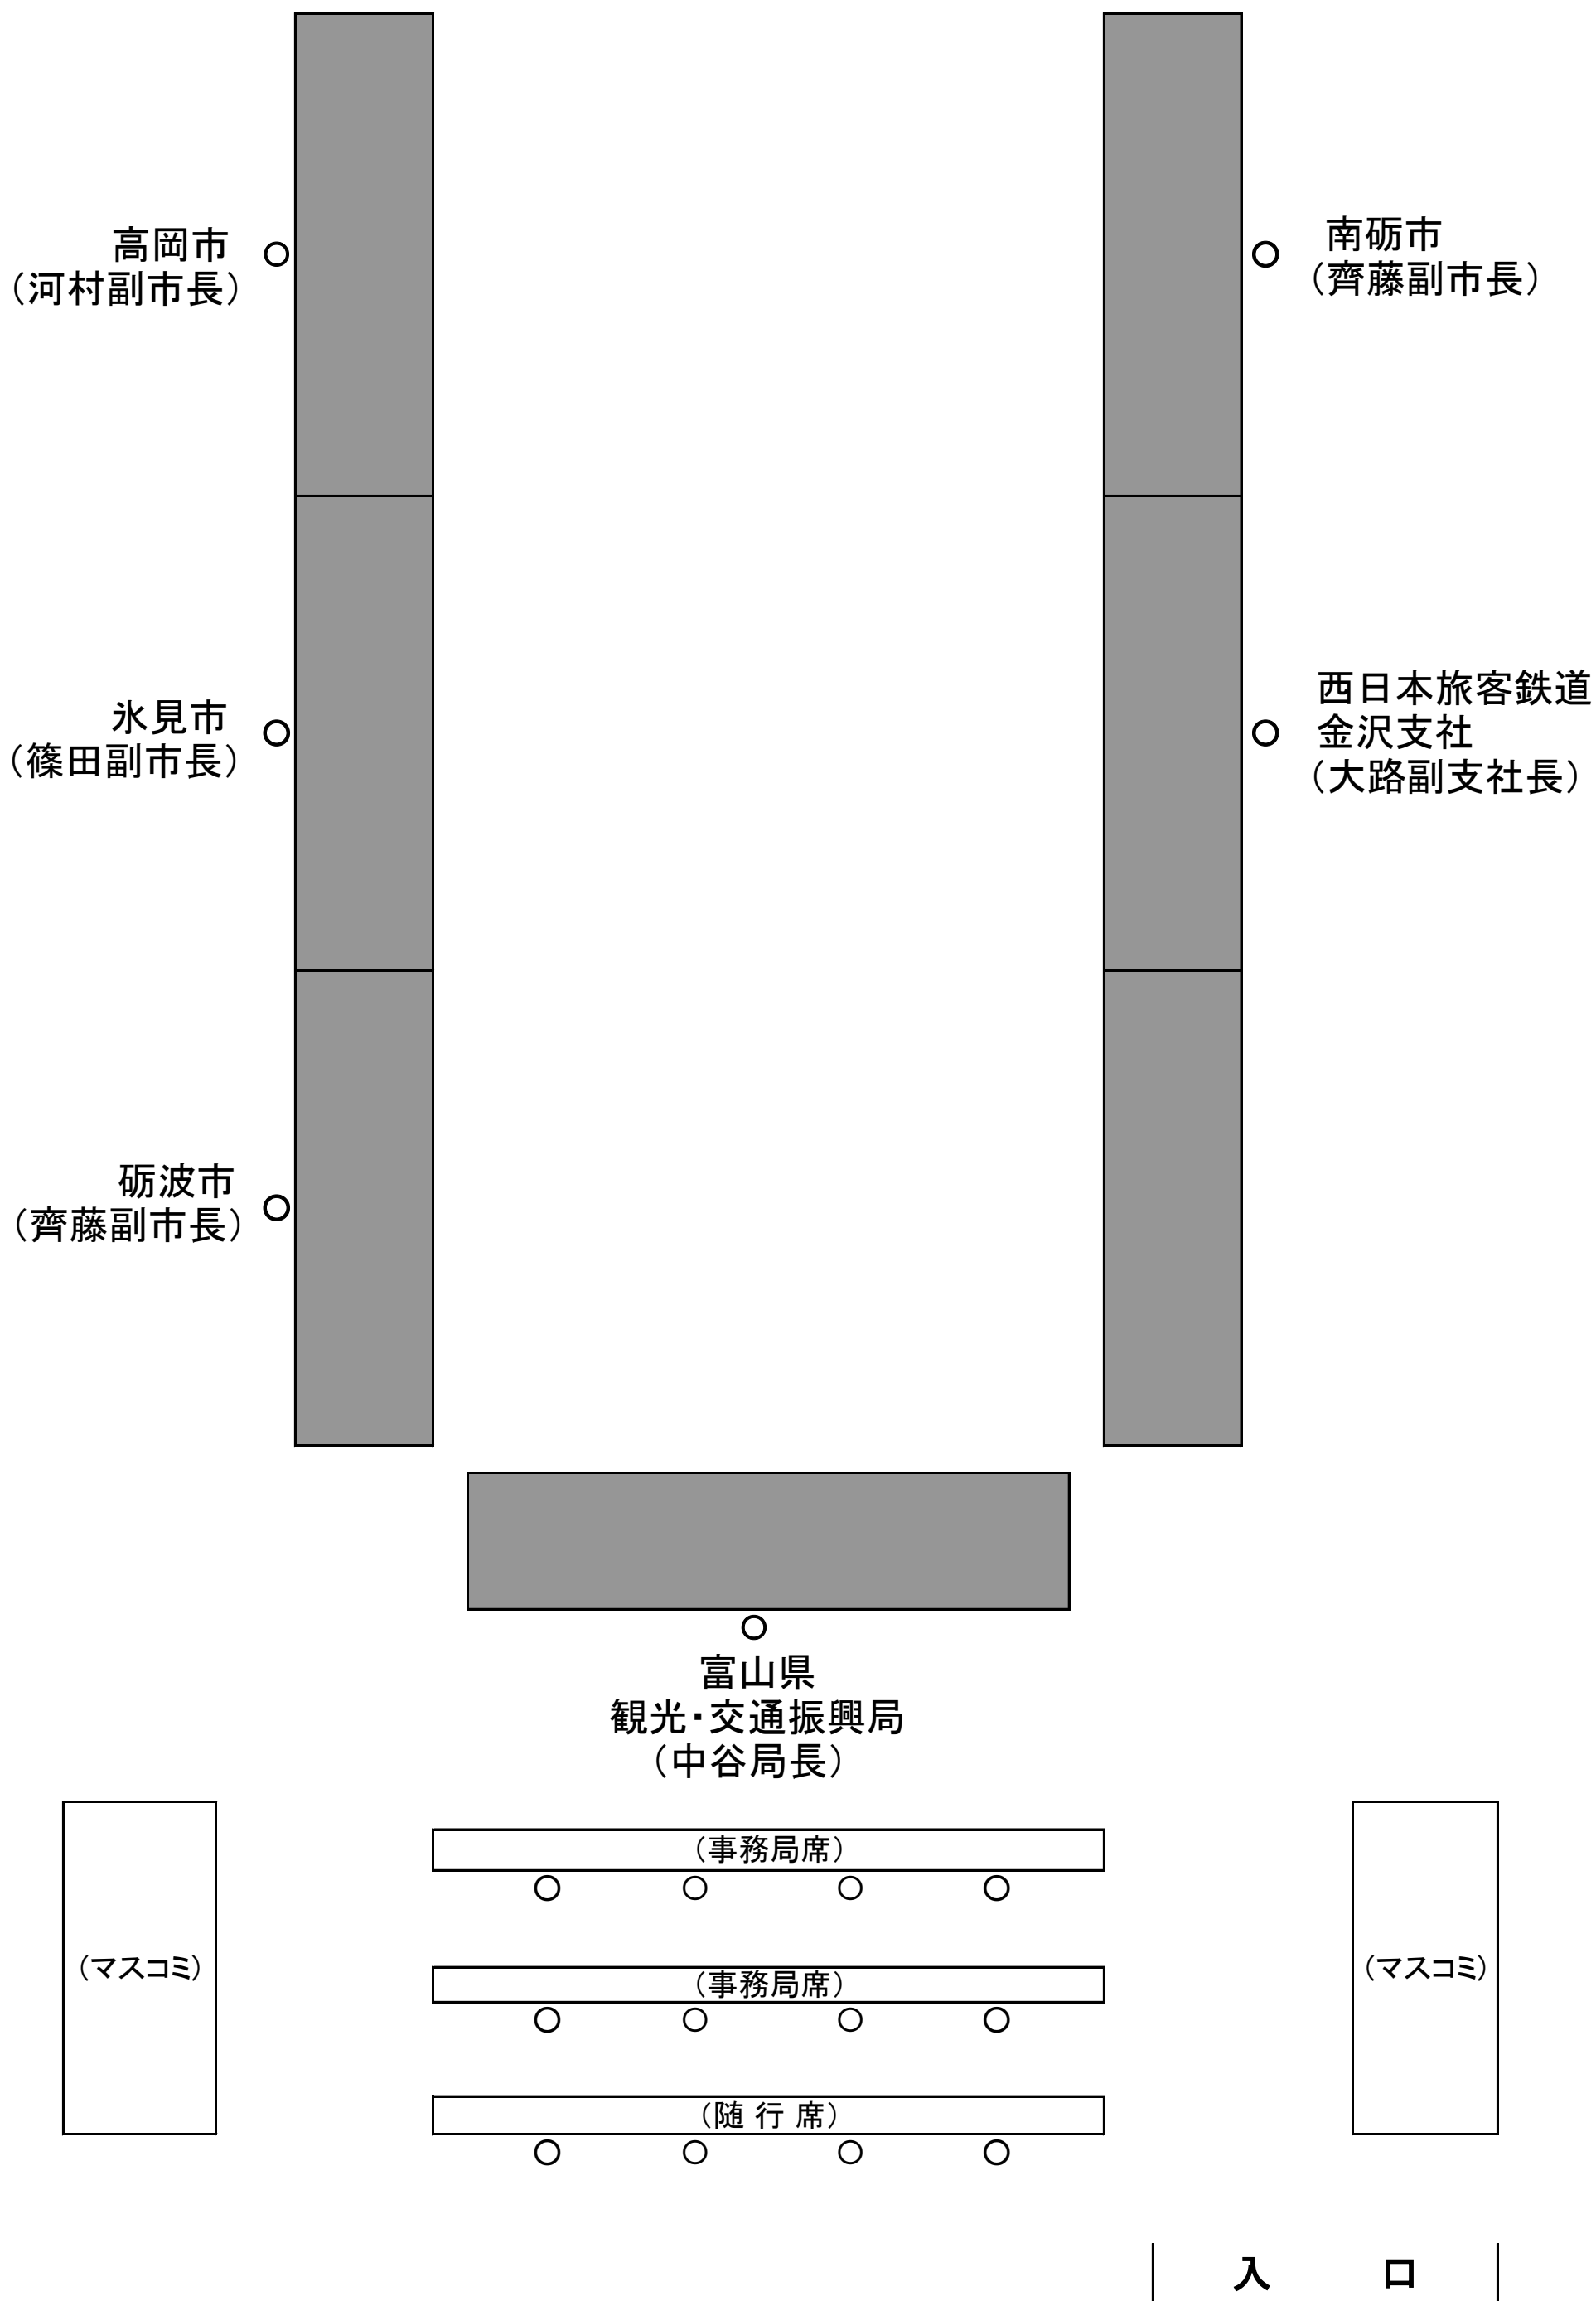 高岡市
（河村副市長）
南砺市
（齊藤副市長）
氷見市
（篠田副市長）
西日本旅客鉄道
金沢支社
（大路副支社長）
砺波市
（齊藤副市長）
富山県
観光・交通振興局
（中谷局長）
（事務局席）
（マスコミ）
（事務局席）
（マスコミ）
（随 行 席）
○
入 口